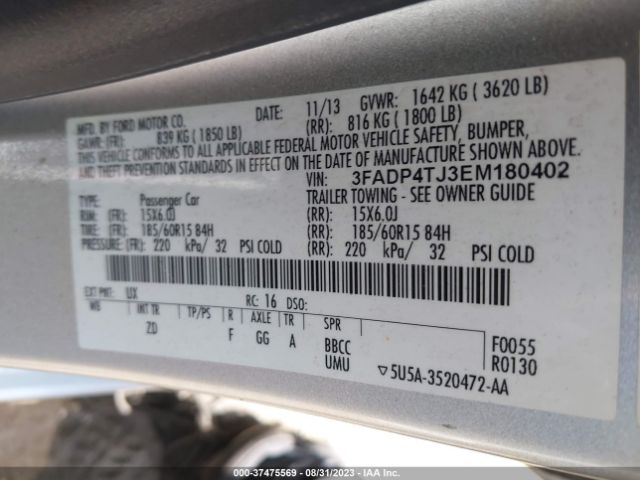 MFD. BY FORD MOTOR CO.
DATE: 11/13 GVWR: 1642 KG ( 3620 LB)
GAWR: (FR): 839 KG ( 1850 LB) (RR): 816 KG ( 1800 LB)
THIS VEHICLE CONFORMS TO ALL APPLICABLE FEDERAL MOTOR VEHICLE SAFETY, BUMPER,
AND THEFT PREVENTION STANDARDS IN EFFECT ON THE DATE OF MANUFACTURE SHOWN ABOVE.
VIN: 3FADP4TJ3EM180402
TYPE: Passenger Car TRAILER TOWING - SEE OWNER GUIDE
RIM: (FR): 15X6.0J (RR): 15X6.0J
TIRE: (FR): 185/60R15 84H (RR): 185/60R15 84H
PRESSURE: (FR): 220 kPa/ 32 PSI COLD (RR): 220 kPa/ 32 PSI COLD
EXT PNT: UX RC: 16 DSO:
WB INT TR TP/PS R AXLE TR SPR
ZD F GG A BBCC F0055
UMU R0130
▽5U5A-3520472-AA
000-37475569 - 08/31/2023 - IAA Inc.